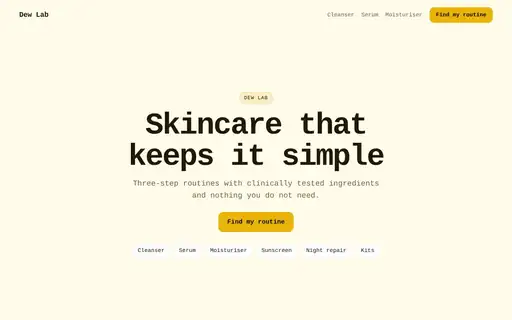 Dew Lab
Cleanser Serum Moisturiser Find my routine
DEW LAB
Skincare that
keeps it simple
Three-step routines with clinically tested ingredients
and nothing you do not need.
Find my routine
Cleanser Serum Moisturiser Sunscreen Night repair Kits